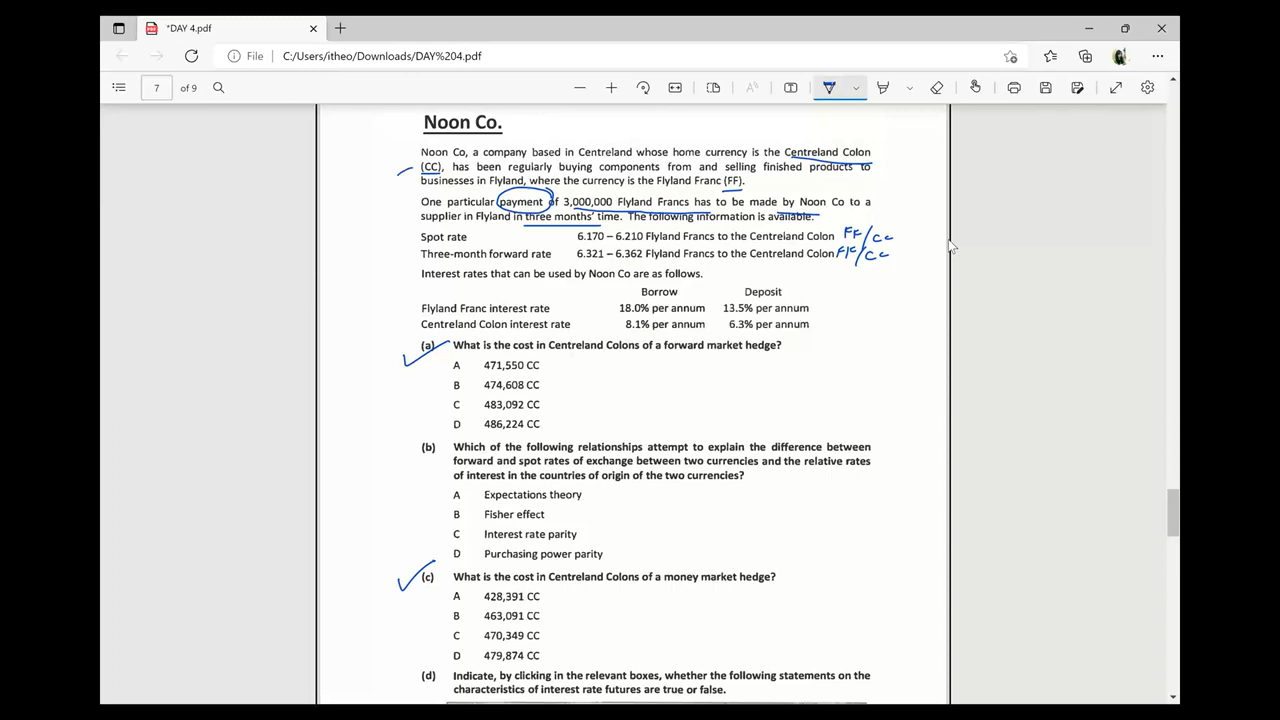 *DAY 4.pdf
File C:/Users/itheo/Downloads/DAY%204.pdf
7 of 9
Noon Co.
Noon Co, a company based in Centreland whose home currency is the Centreland Colon
(CC), has been regularly buying components from and selling finished products to
businesses in Flyland, where the currency is the Flyland Franc (FF).
One particular payment of 3,000,000 Flyland Francs has to be made by Noon Co to a
supplier in Flyland in three months' time. The following information is available:
Spot rate 6.170 – 6.210 Flyland Francs to the Centreland Colon FF/CC
Three-month forward rate 6.321 – 6.362 Flyland Francs to the Centreland Colon FF/CC
Interest rates that can be used by Noon Co are as follows.
Borrow Deposit
Flyland Franc interest rate 18.0% per annum 13.5% per annum
Centreland Colon interest rate 8.1% per annum 6.3% per annum
(a) What is the cost in Centreland Colons of a forward market hedge?
A 471,550 CC
B 474,608 CC
C 483,092 CC
D 486,224 CC
(b) Which of the following relationships attempt to explain the difference between
forward and spot rates of exchange between two currencies and the relative rates
of interest in the countries of origin of the two currencies?
A Expectations theory
B Fisher effect
C Interest rate parity
D Purchasing power parity
(c) What is the cost in Centreland Colons of a money market hedge?
A 428,391 CC
B 463,091 CC
C 470,349 CC
D 479,874 CC
(d) Indicate, by clicking in the relevant boxes, whether the following statements on the
characteristics of interest rate futures are true or false.